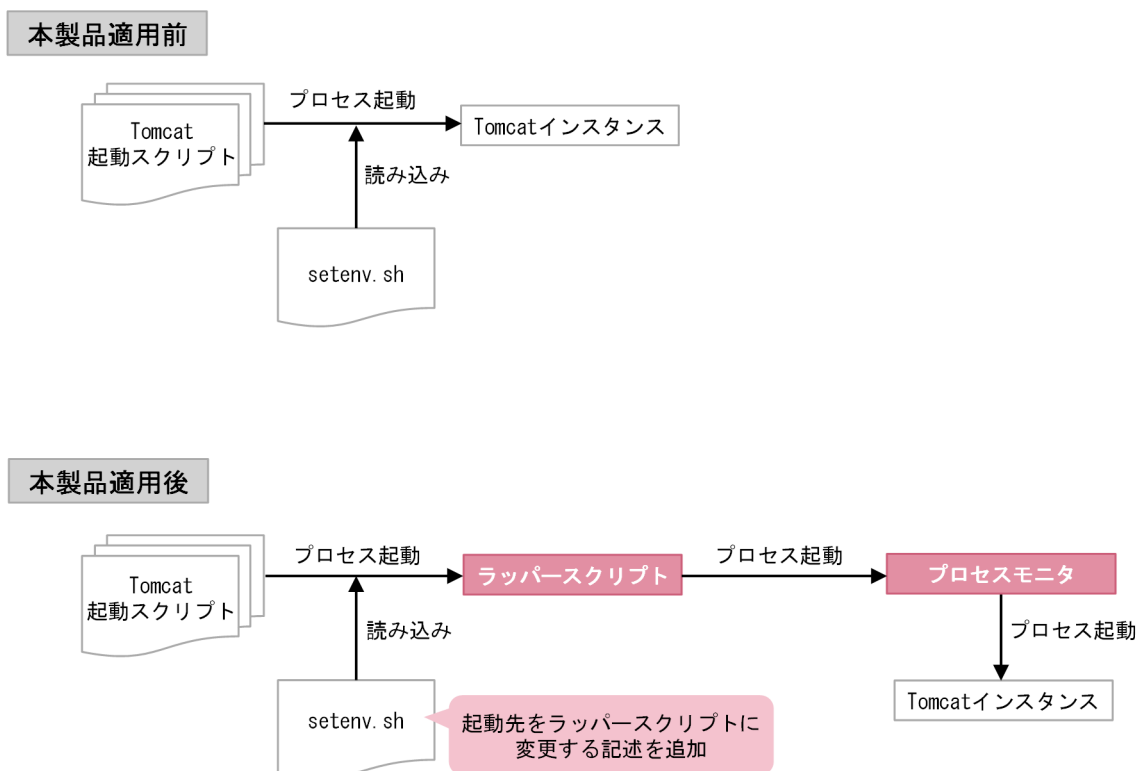 本製品適用前
プロセス起動
Tomcat
起動スクリプト
Tomcatインスタンス
読み込み
setenv.sh
本製品適用後
プロセス起動
プロセス起動
Tomcat
起動スクリプト
ラッパースクリプト
プロセスモニタ
読み込み
プロセス起動
setenv.sh
起動先をラッパースクリプトに
変更する記述を追加
Tomcatインスタンス